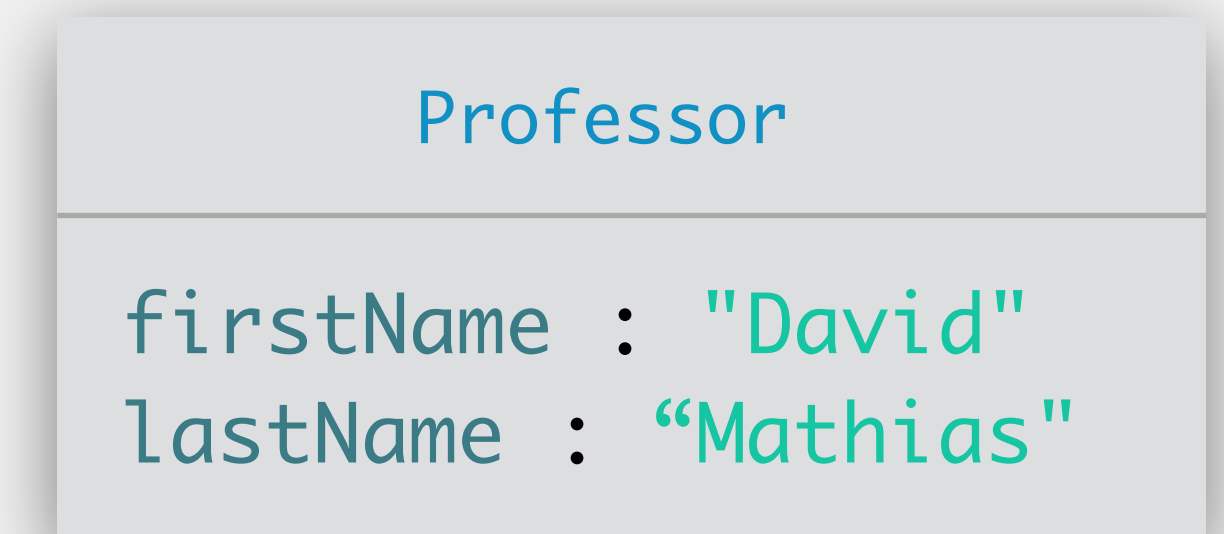 Professor
firstName : "David"
lastName : “Mathias"